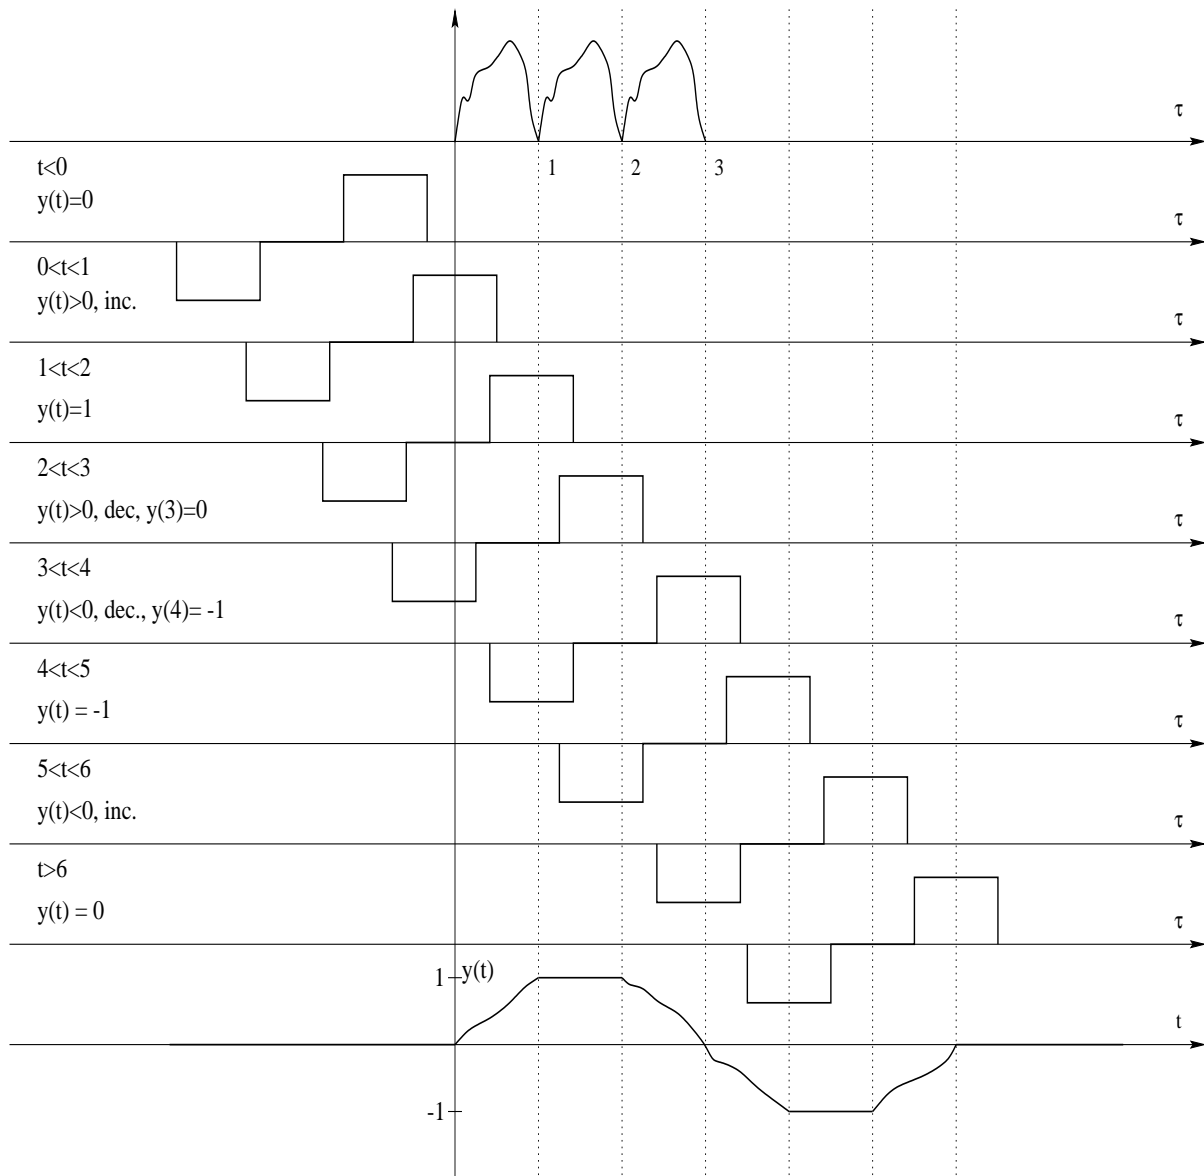 τ
t<0
1
2
3
y(t)=0
τ
0<t<1
y(t)>0, inc.
τ
1<t<2
y(t)=1
τ
2<t<3
y(t)>0, dec, y(3)=0
τ
3<t<4
y(t)<0, dec., y(4)= -1
τ
4<t<5
y(t) = -1
τ
5<t<6
y(t)<0, inc.
τ
t>6
y(t) = 0
τ
1
y(t)
t
-1